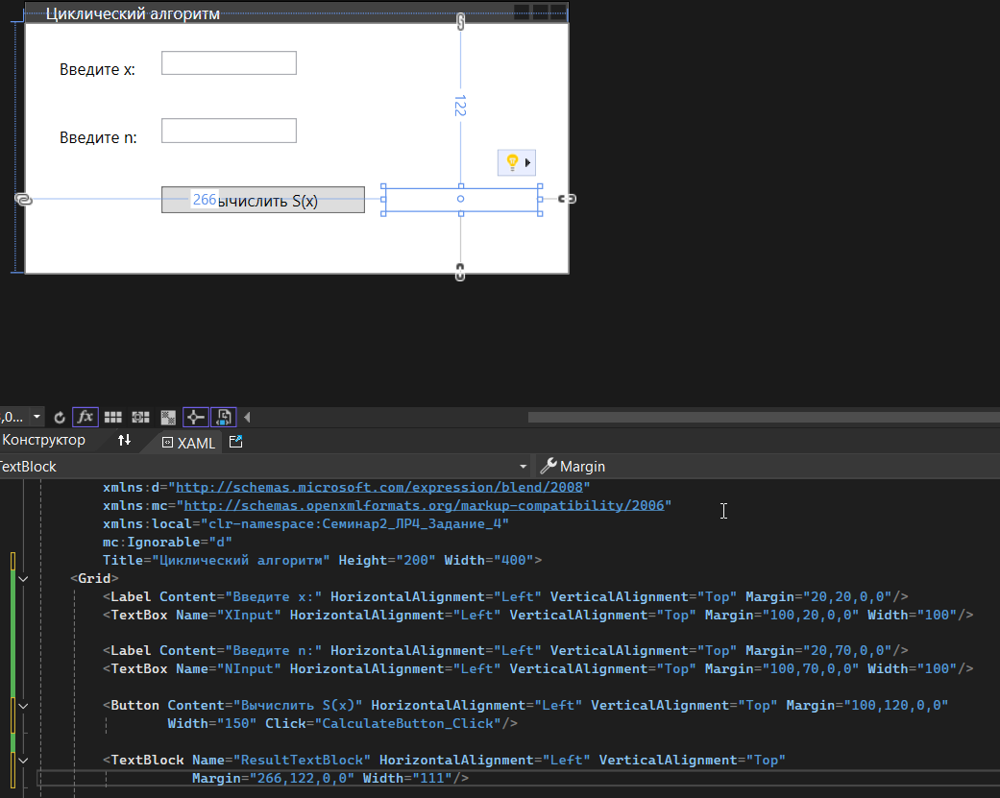 Циклический алгоритм
Введите x:
122
Введите n:
266
ычислить S(x)
,0...
fx
Конструктор
XAML
TextBlock
Margin
xmlns:d="http://schemas.microsoft.com/expression/blend/2008"
xmlns:mc="http://schemas.openxmlformats.org/markup-compatibility/2006"
xmlns:local="clr-namespace:Семинар2_ЛР4_Задание_4"
mc:Ignorable="d"
Title="Циклический алгоритм" Height="200" Width="400">
<Grid>
<Label Content="Введите x:" HorizontalAlignment="Left" VerticalAlignment="Top" Margin="20,20,0,0"/>
<TextBox Name="XInput" HorizontalAlignment="Left" VerticalAlignment="Top" Margin="100,20,0,0" Width="100"/>
<Label Content="Введите n:" HorizontalAlignment="Left" VerticalAlignment="Top" Margin="20,70,0,0"/>
<TextBox Name="NInput" HorizontalAlignment="Left" VerticalAlignment="Top" Margin="100,70,0,0" Width="100"/>
<Button Content="Вычислить S(x)" HorizontalAlignment="Left" VerticalAlignment="Top" Margin="100,120,0,0"
Width="150" Click="CalculateButton_Click"/>
<TextBlock Name="ResultTextBlock" HorizontalAlignment="Left" VerticalAlignment="Top"
Margin="266,122,0,0" Width="111"/>